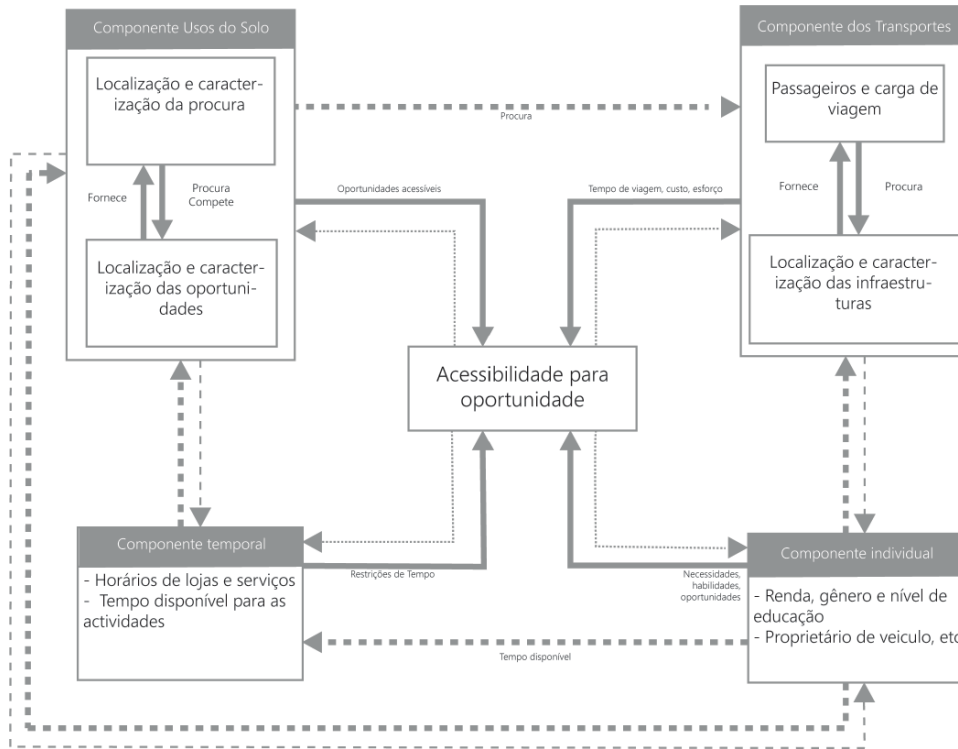 Componente Usos do Solo
Localização e caracter-
ização da procura
Fornece
Procura
Compete
Localização e caracter-
ização das oportuni-
dades
Procura
Componente dos Transportes
Passageiros e carga de
viagem
Fornece
Procura
Localização e caracter-
ização das infraestru-
turas
Oportunidades acessíveis
Tempo de viagem, custo, esforço
Acessibilidade para
oportunidade
Componente temporal
- Horários de lojas e serviços
- Tempo disponível para as
actividades
Restrições de Tempo
Necessidades,
habilidades,
oportunidades
Componente individual
- Renda, gênero e nível de
educação
- Proprietário de veiculo, etc
Tempo disponível